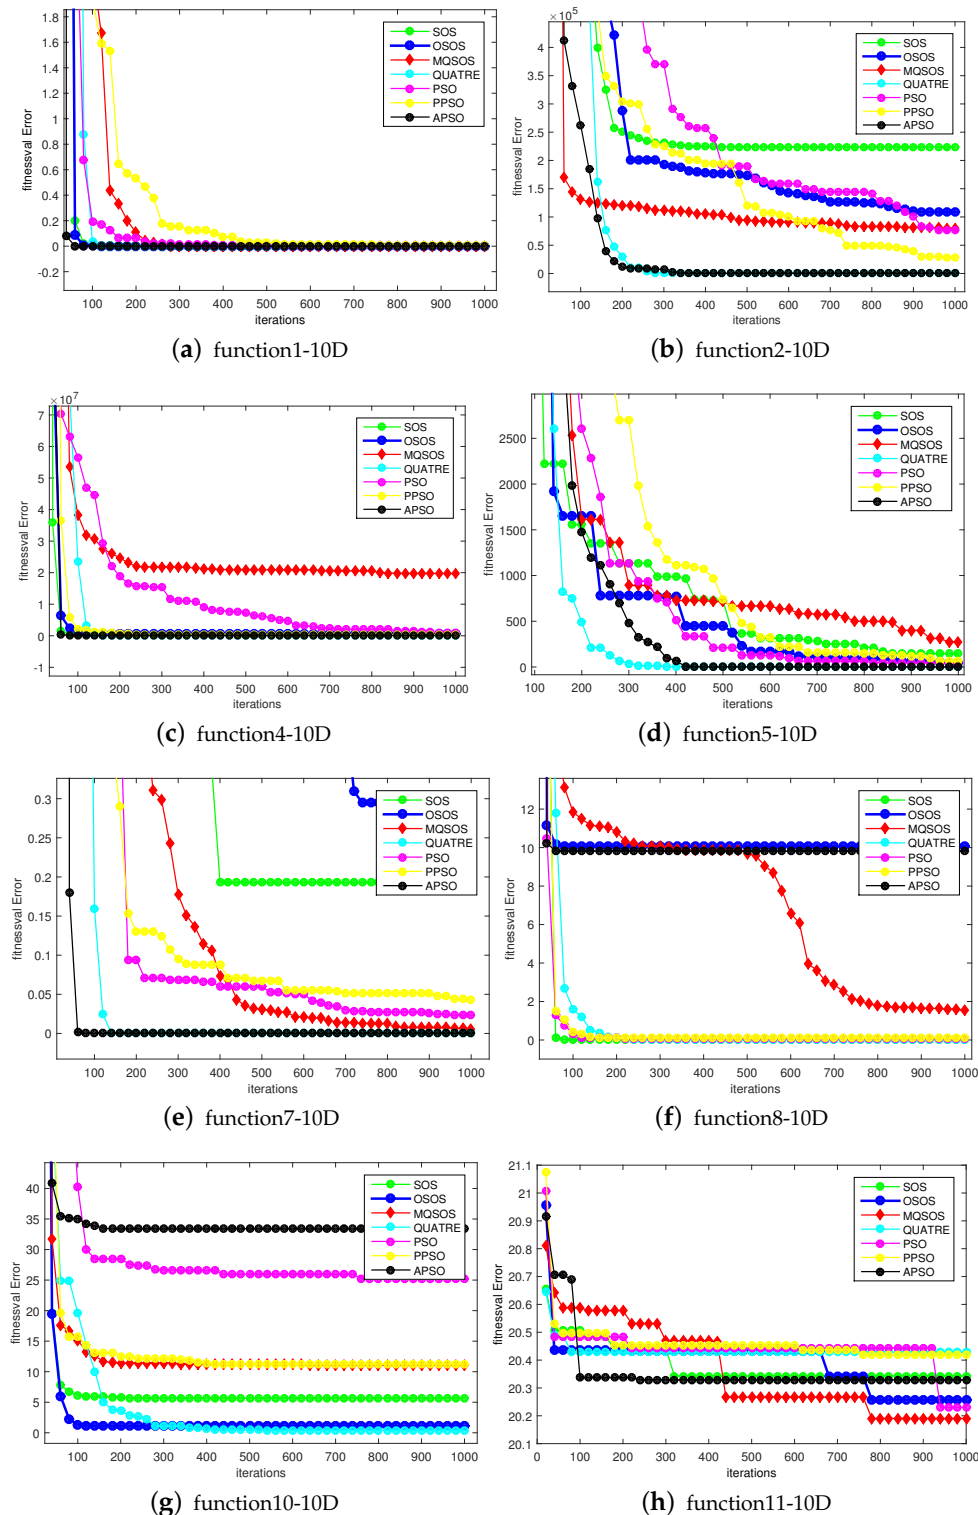 1.8
1.6
1.4
1.2
1
0.8
0.6
0.4
0.2
0
-0.2
fitnessval Error
100 200 300 400 500 600 700 800 900 1000
iterations
SOS
OSOS
MQSOS
QUATRE
PSO
PPSO
APSO
(a) function1-10D
×10^5
4
3.5
3
2.5
2
1.5
1
0.5
0
fitnessval Error
100 200 300 400 500 600 700 800 900 1000
iterations
SOS
OSOS
MQSOS
QUATRE
PSO
PPSO
APSO
(b) function2-10D
×10^7
7
6
5
4
3
2
1
0
-1
fitnessval Error
100 200 300 400 500 600 700 800 900 1000
iterations
SOS
OSOS
MQSOS
QUATRE
PSO
PPSO
APSO
(c) function4-10D
2500
2000
1500
1000
500
0
fitnessval Error
100 200 300 400 500 600 700 800 900 1000
iterations
SOS
OSOS
MQSOS
QUATRE
PSO
PPSO
APSO
(d) function5-10D
0.3
0.25
0.2
0.15
0.1
0.05
0
fitnessval Error
100 200 300 400 500 600 700 800 900 1000
iterations
SOS
OSOS
MQSOS
QUATRE
PSO
PPSO
APSO
(e) function7-10D
12
10
8
6
4
2
0
fitnessval Error
100 200 300 400 500 600 700 800 900 1000
iterations
SOS
OSOS
MQSOS
QUATRE
PSO
PPSO
APSO
(f) function8-10D
40
35
30
25
20
15
10
5
0
fitnessval Error
100 200 300 400 500 600 700 800 900 1000
iterations
SOS
OSOS
MQSOS
QUATRE
PSO
PPSO
APSO
(g) function10-10D
21.1
21
20.9
20.8
20.7
20.6
20.5
20.4
20.3
20.2
20.1
fitnessval Error
0 100 200 300 400 500 600 700 800 900 1000
iterations
SOS
OSOS
MQSOS
QUATRE
PSO
PPSO
APSO
(h) function11-10D